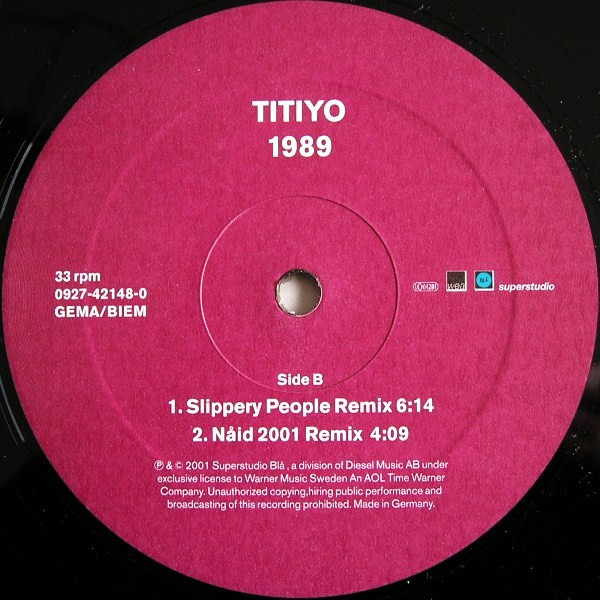 TITIYO
1989
33 rpm
0927-42148-0
GEMA/BIEM
wea
superstudio
Side B
1. Slippery People Remix 6:14
2. Nåid 2001 Remix 4:09
℗ & © 2001 Superstudio Blå , a division of Diesel Music AB under
exclusive license to Warner Music Sweden An AOL Time Warner
Company. Unauthorized copying,hiring public performance and
broadcasting of this recording prohibited. Made in Germany.